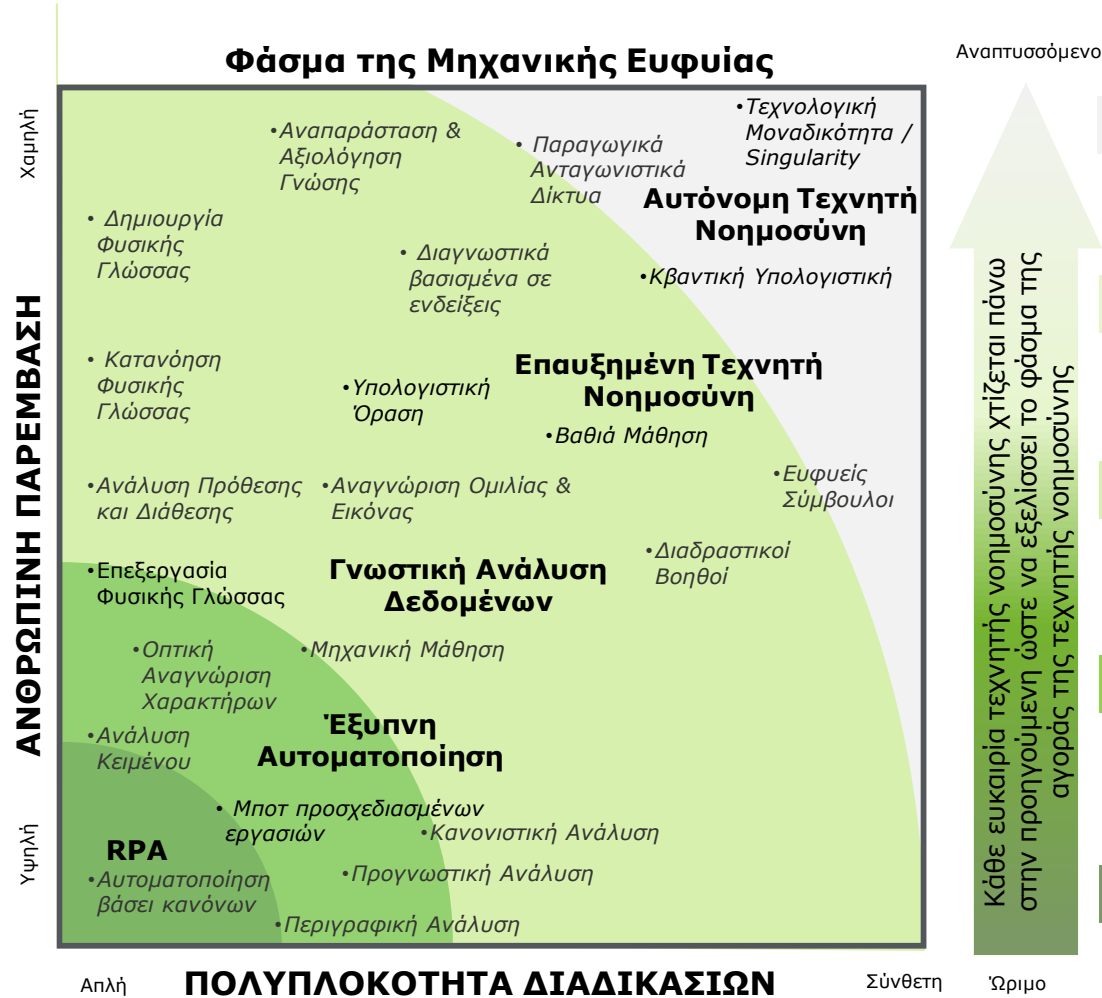 Φάσμα της Μηχανικής Ευφυίας
Αναπτυσσόμενο
Χαμηλή
•Τεχνολογική
Μοναδικότητα /
Singularity
•Αναπαράσταση &
Αξιολόγηση
Γνώσης
• Παραγωγικά
Ανταγωνιστικά
Δίκτυα
Αυτόνομη Τεχνητή
Νοημοσύνη
• Δημιουργία
Φυσικής
Γλώσσας
• Διαγνωστικά
βασισμένα σε
ενδείξεις
•Κβαντική Υπολογιστική
• Κατανόηση
Φυσικής
Γλώσσας
•Υπολογιστική
Όραση
Επαυξημένη Τεχνητή
Νοημοσύνη
•Βαθιά Μάθηση
•Ανάλυση Πρόθεσης
και Διάθεσης
•Αναγνώριση Ομιλίας &
Εικόνας
•Ευφυείς
Σύμβουλοι
•Επεξεργασία
Φυσικής Γλώσσας
Γνωστική Ανάλυση
Δεδομένων
•Διαδραστικοί
Βοηθοί
•Οπτική
Αναγνώριση
Χαρακτήρων
•Μηχανική Μάθηση
•Ανάλυση
Κειμένου
Έξυπνη
Αυτοματοποίηση
• Μποτ προσχεδιασμένων
εργασιών
•Κανονιστική Ανάλυση
RPA
•Αυτοματοποίηση
βάσει κανόνων
•Προγνωστική Ανάλυση
•Περιγραφική Ανάλυση
ΑΝΘΡΩΠΙΝΗ ΠΑΡΕΜΒΑΣΗ
Υψηλή
Απλή
ΠΟΛΥΠΛΟΚΟΤΗΤΑ ΔΙΑΔΙΚΑΣΙΩΝ
Σύνθετη
Ώριμο
Κάθε ευκαιρία τεχνητής νοημοσύνης χτίζεται πάνω
στην προηγούμενη ώστε να εξελίσσει το φάσμα της
αγοράς της τεχνητής νοημοσύνης